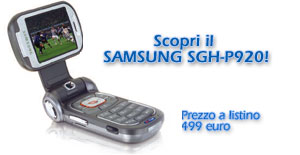 Scopri il
SAMSUNG SGH-P920!
Prezzo a listino
499 euro